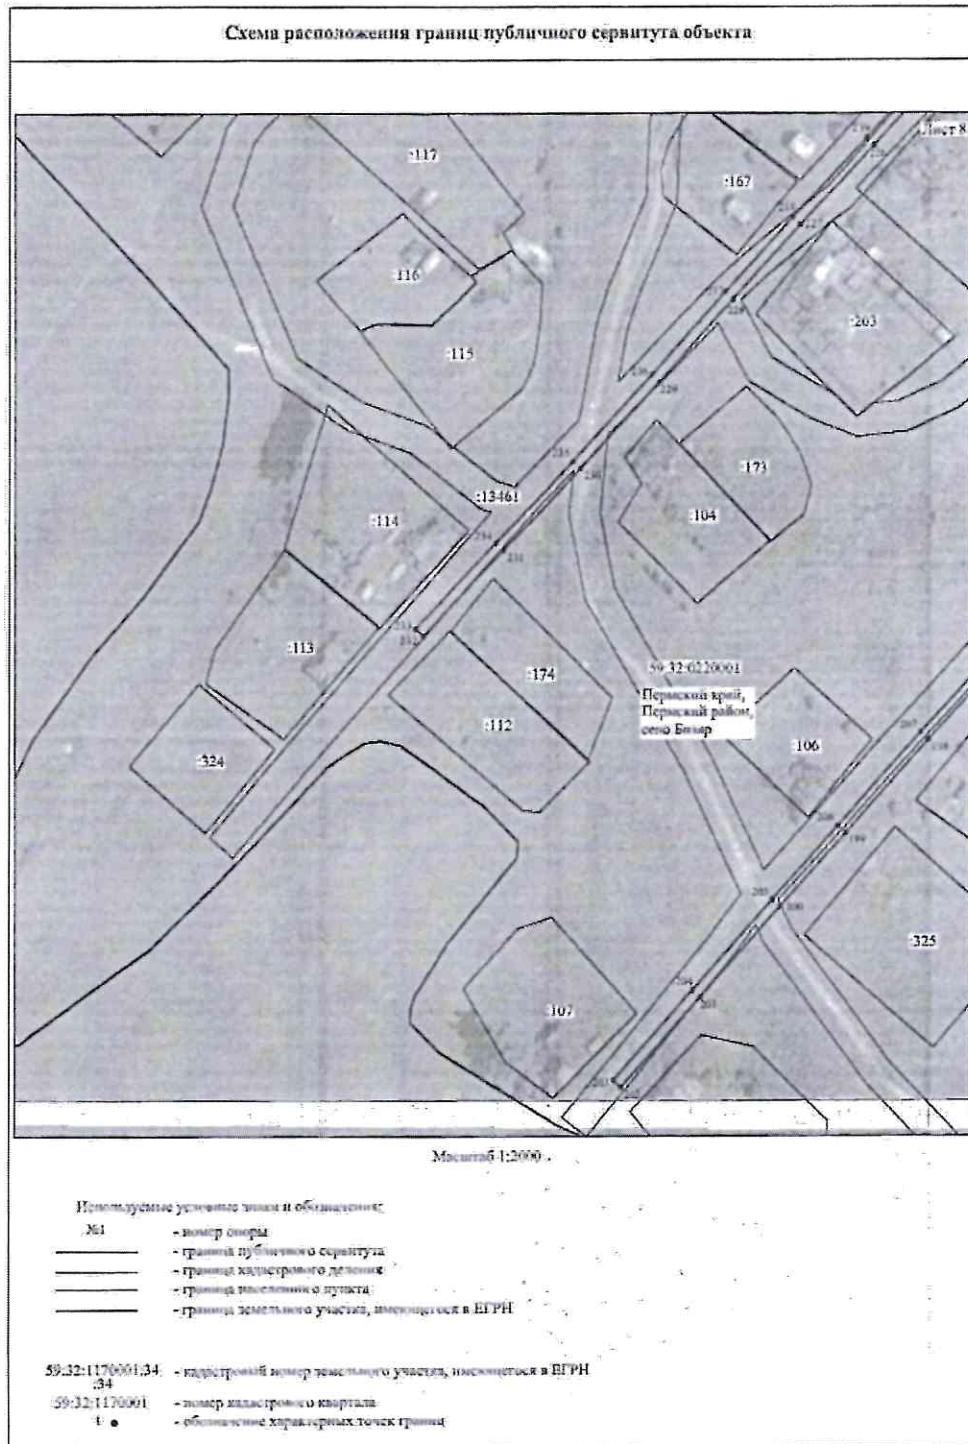 Схема расположения границ публичного сервитута объекта
Лист 8
:117
:167
:116
:203
:115
:173
:13461
:114
:104
:113
59:32:0220001
:174
Пермский край,
Пермский район,
село Бизяр
:112
:106
:324
:325
:107
Масштаб 1:2000
Используемые условные знаки и обозначения:
№1 - номер опоры
- граница публичного сервитута
- граница кадастрового деления
- граница населенного пункта
- граница земельного участка, имеющегося в ЕГРН
59:32:1170001:34 - кадастровый номер земельного участка, имеющегося в ЕГРН
:34
59:32:1170001 - номер кадастрового квартала
1 ● - обозначение характерных точек границ